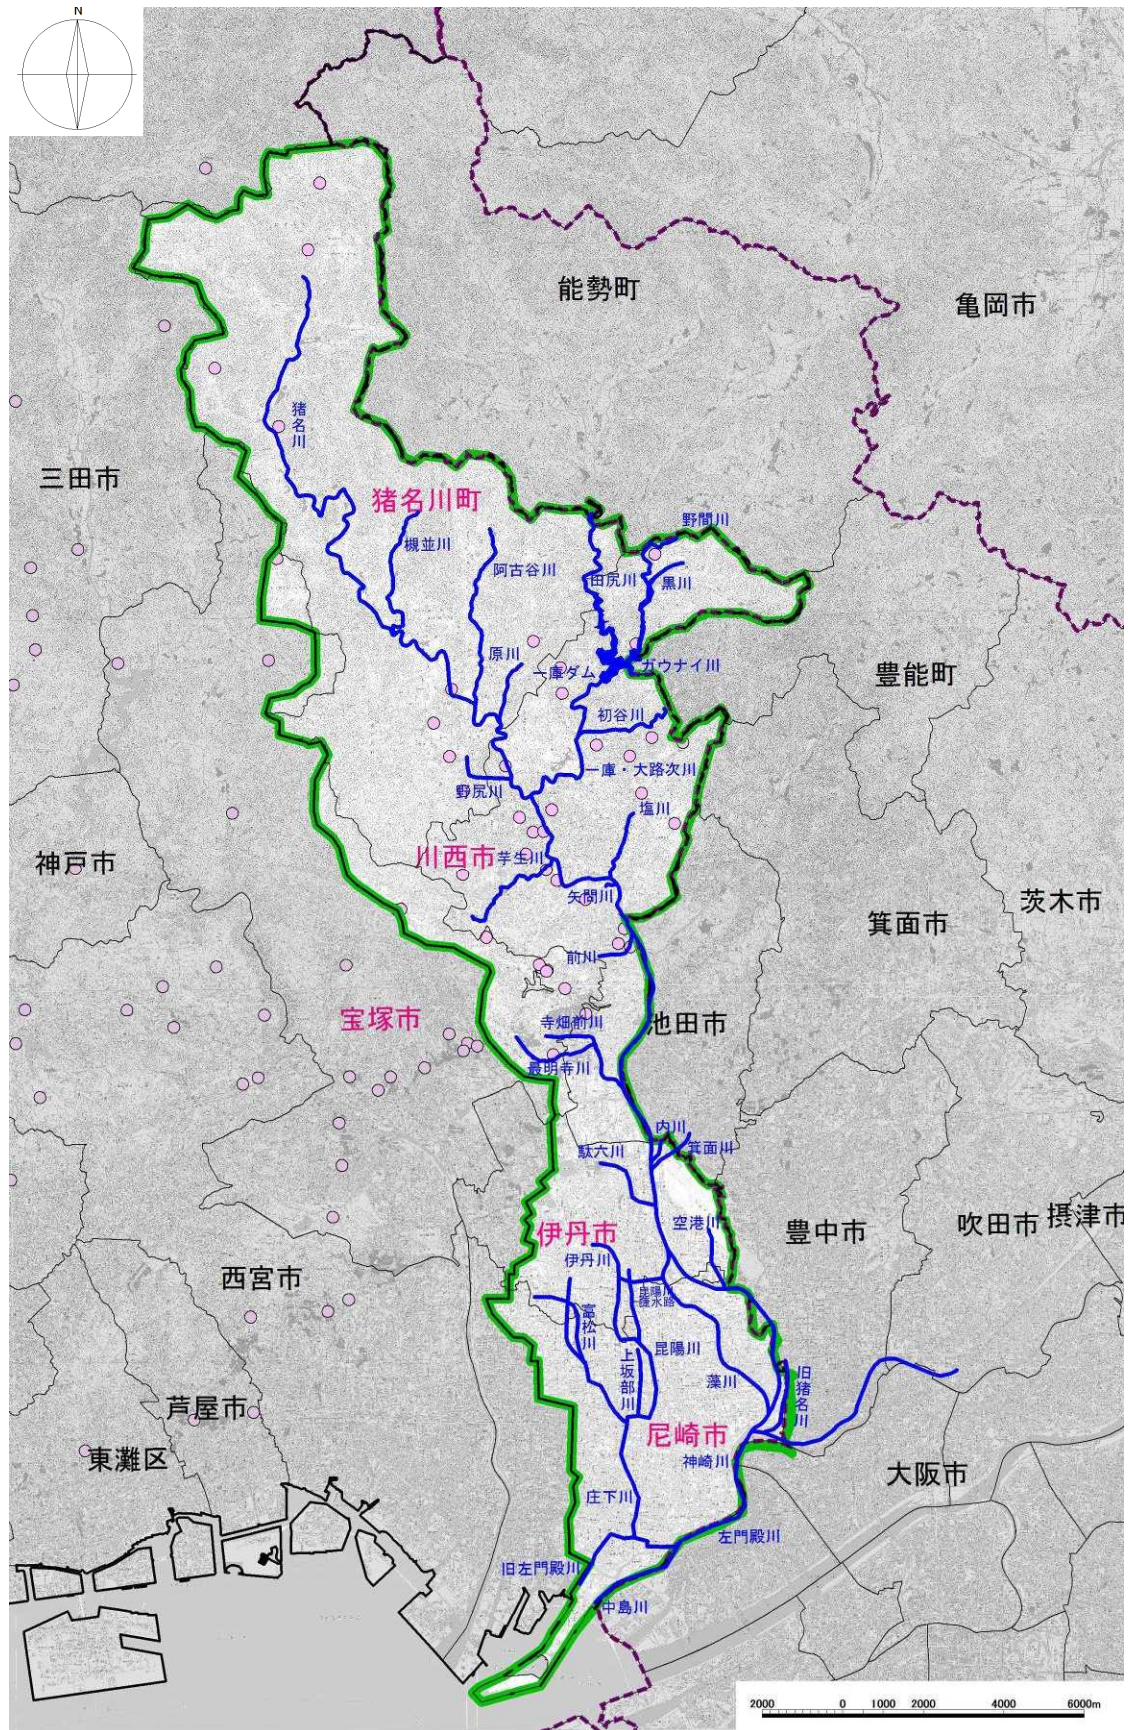 N
能勢町
亀岡市
猪名川
三田市
猪名川町
野間川
槻並川
阿古谷川
田尻川
黒川
原川
一庫ダム
ガウナイ川
豊能町
初谷川
一庫・大路次川
野尻川
塩川
神戸市
川西市
芋生川
矢問川
茨木市
箕面市
前川
宝塚市
寺畑前川
池田市
最明寺川
内川
駄六川
箕面川
伊丹市
空港川
豊中市
吹田市
摂津市
伊丹川
西宮市
富松川
昆陽川
上坂部川
藻川
旧猪名川
芦屋市
尼崎市
東灘区
神崎川
大阪市
庄下川
左門殿川
旧左門殿川
中島川
2000 0 1000 2000 4000 6000m